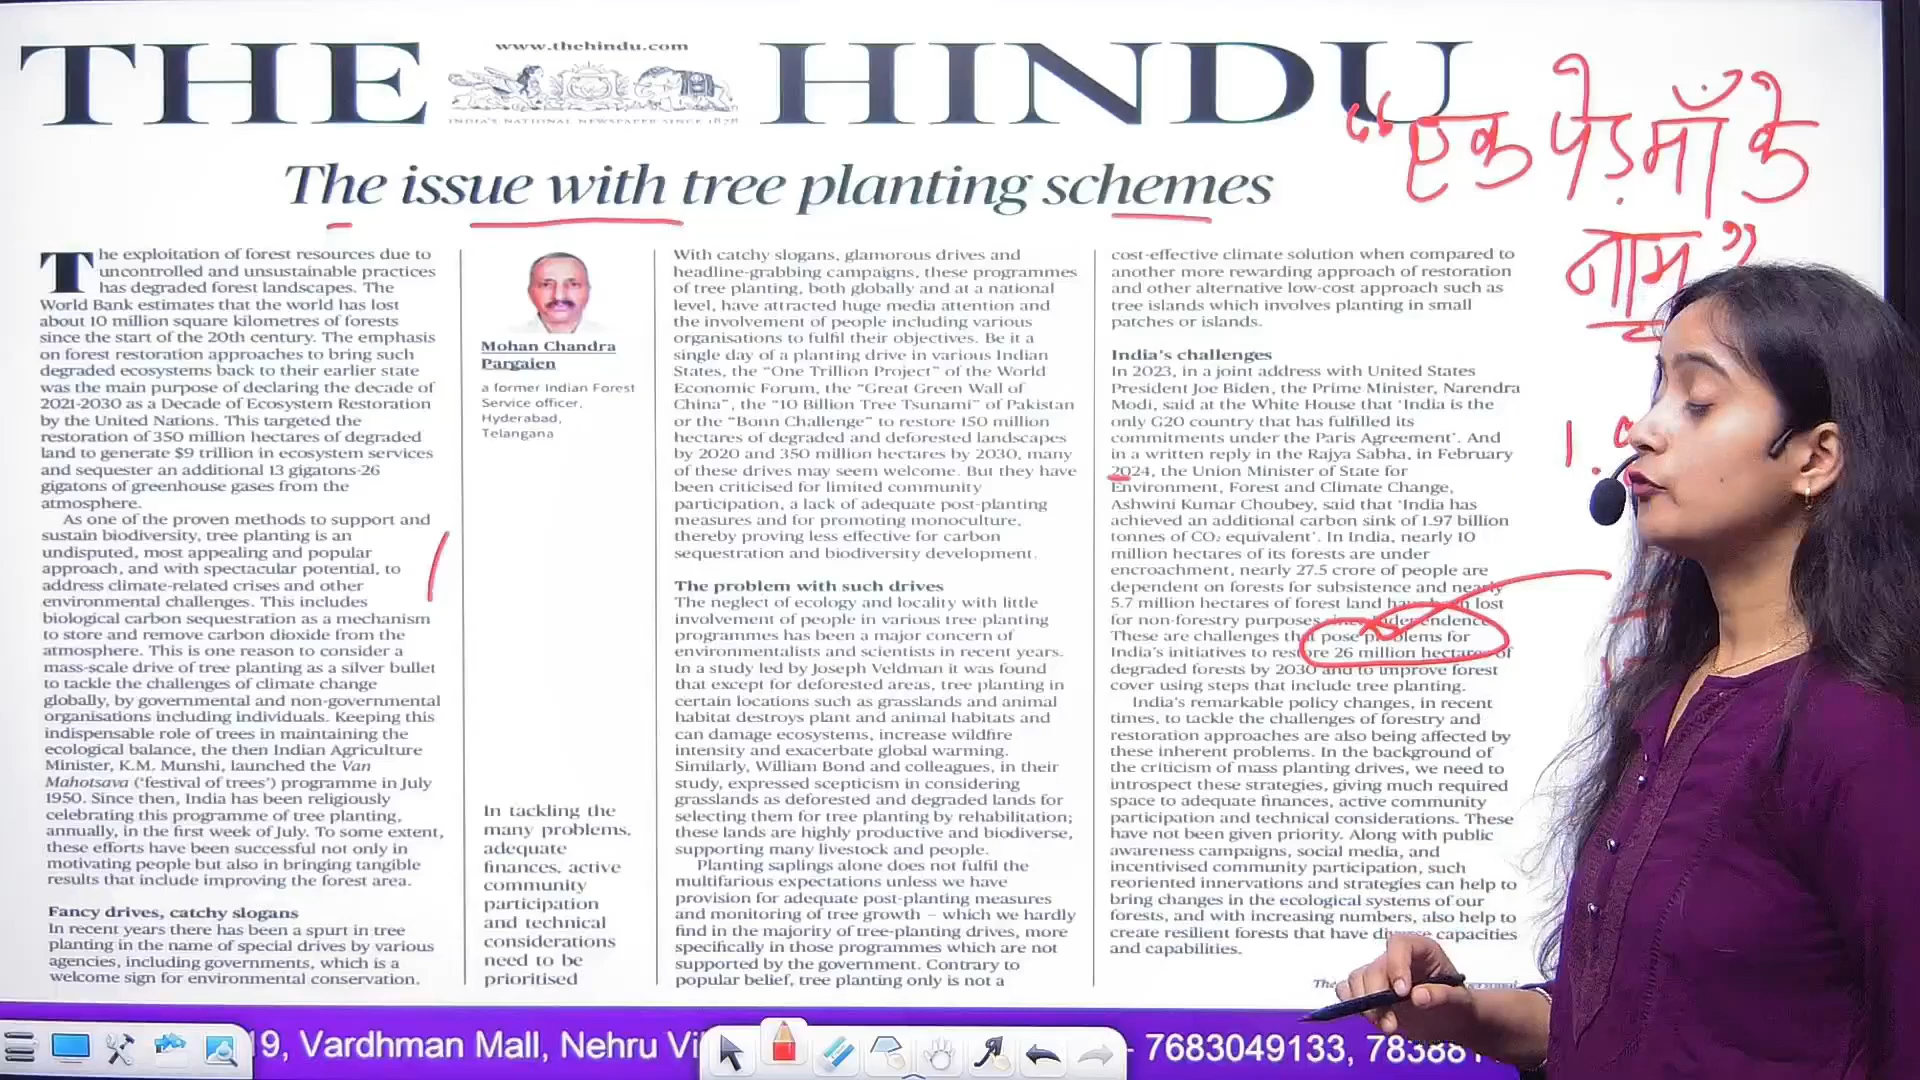 THE HINDU
www.thehindu.com
INDIA'S NATIONAL NEWSPAPER SINCE 1878
"एक पेड़ माँ के
नाम"
The issue with tree planting schemes
The exploitation of forest resources due to
uncontrolled and unsustainable practices
has degraded forest landscapes. The
World Bank estimates that the world has lost
about 10 million square kilometres of forests
since the start of the 20th century. The emphasis
on forest restoration approaches to bring such
degraded ecosystems back to their earlier state
was the main purpose of declaring the decade of
2021-2030 as a Decade of Ecosystem Restoration
by the United Nations. This targeted the
restoration of 350 million hectares of degraded
land to generate $9 trillion in ecosystem services
and sequester an additional 13 gigatons-26
gigatons of greenhouse gases from the
atmosphere.
As one of the proven methods to support and
sustain biodiversity, tree planting is an
undisputed, most appealing and popular
approach, and with spectacular potential, to
address climate-related crises and other
environmental challenges. This includes
biological carbon sequestration as a mechanism
to store and remove carbon dioxide from the
atmosphere. This is one reason to consider a
mass-scale drive of tree planting as a silver bullet
to tackle the challenges of climate change
globally, by governmental and non-governmental
organisations including individuals. Keeping this
indispensable role of trees in maintaining the
ecological balance, the then Indian Agriculture
Minister, K.M. Munshi, launched the Van
Mahotsava ('festival of trees') programme in July
1950. Since then, India has been religiously
celebrating this programme of tree planting,
annually, in the first week of July. To some extent,
these efforts have been successful not only in
motivating people but also in bringing tangible
results that include improving the forest area.
Fancy drives, catchy slogans
In recent years there has been a spurt in tree
planting in the name of special drives by various
agencies, including governments, which is a
welcome sign for environmental conservation.
Mohan Chandra
Pargaien
a former Indian Forest
Service officer,
Hyderabad,
Telangana
In tackling the
many problems,
adequate
finances, active
community
participation
and technical
considerations
need to be
prioritised
With catchy slogans, glamorous drives and
headline-grabbing campaigns, these programmes
of tree planting, both globally and at a national
level, have attracted huge media attention and
the involvement of people including various
organisations to fulfil their objectives. Be it a
single day of a planting drive in various Indian
States, the "One Trillion Project" of the World
Economic Forum, the "Great Green Wall of
China", the "10 Billion Tree Tsunami" of Pakistan
or the "Bonn Challenge" to restore 150 million
hectares of degraded and deforested landscapes
by 2020 and 350 million hectares by 2030, many
of these drives may seem welcome. But they have
been criticised for limited community
participation, a lack of adequate post-planting
measures and for promoting monoculture,
thereby proving less effective for carbon
sequestration and biodiversity development.
The problem with such drives
The neglect of ecology and locality with little
involvement of people in various tree planting
programmes has been a major concern of
environmentalists and scientists in recent years.
In a study led by Joseph Veldman it was found
that except for deforested areas, tree planting in
certain locations such as grasslands and animal
habitat destroys plant and animal habitats and
can damage ecosystems, increase wildfire
intensity and exacerbate global warming.
Similarly, William Bond and colleagues, in their
study, expressed scepticism in considering
grasslands as deforested and degraded lands for
selecting them for tree planting by rehabilitation;
these lands are highly productive and biodiverse,
supporting many livestock and people.
Planting saplings alone does not fulfil the
multifarious expectations unless we have
provision for adequate post-planting measures
and monitoring of tree growth – which we hardly
find in the majority of tree-planting drives, more
specifically in those programmes which are not
supported by the government. Contrary to
popular belief, tree planting only is not a
cost-effective climate solution when compared to
another more rewarding approach of restoration
and other alternative low-cost approach such as
tree islands which involves planting in small
patches or islands.
India's challenges
In 2023, in a joint address with United States
President Joe Biden, the Prime Minister, Narendra
Modi, said at the White House that 'India is the
only G20 country that has fulfilled its
commitments under the Paris Agreement'. And
in a written reply in the Rajya Sabha, in February
2024, the Union Minister of State for
Environment, Forest and Climate Change,
Ashwini Kumar Choubey, said that 'India has
achieved an additional carbon sink of 1.97 billion
tonnes of CO₂ equivalent'. In India, nearly 10
million hectares of its forests are under
encroachment, nearly 27.5 crore of people are
dependent on forests for subsistence and nearly
5.7 million hectares of forest land have been lost
for non-forestry purposes since independence.
These are challenges that pose problems for
India's initiatives to restore 26 million hectares of
degraded forests by 2030 and to improve forest
cover using steps that include tree planting.
India's remarkable policy changes, in recent
times, to tackle the challenges of forestry and
restoration approaches are also being affected by
these inherent problems. In the background of
the criticism of mass planting drives, we need to
introspect these strategies, giving much required
space to adequate finances, active community
participation and technical considerations. These
have not been given priority. Along with public
awareness campaigns, social media, and
incentivised community participation, such
reoriented innervations and strategies can help to
bring changes in the ecological systems of our
forests, and with increasing numbers, also help to
create resilient forests that have diverse capacities
and capabilities.
The
1.9
19, Vardhman Mall, Nehru Vi
7683049133, 78388